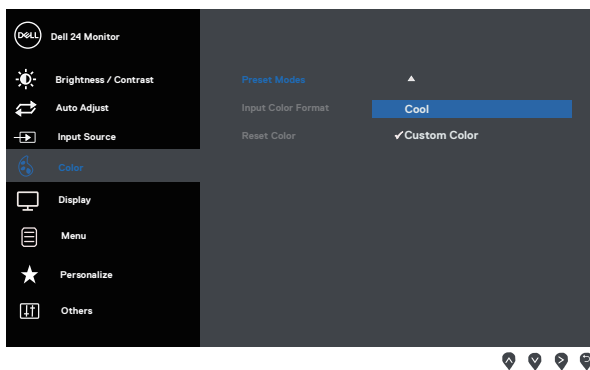 DELL Dell 24 Monitor
Brightness / Contrast
Auto Adjust
Input Source
Color
Display
Menu
Personalize
Others
Preset Modes
Input Color Format
Reset Color
Cool
✓Custom Color